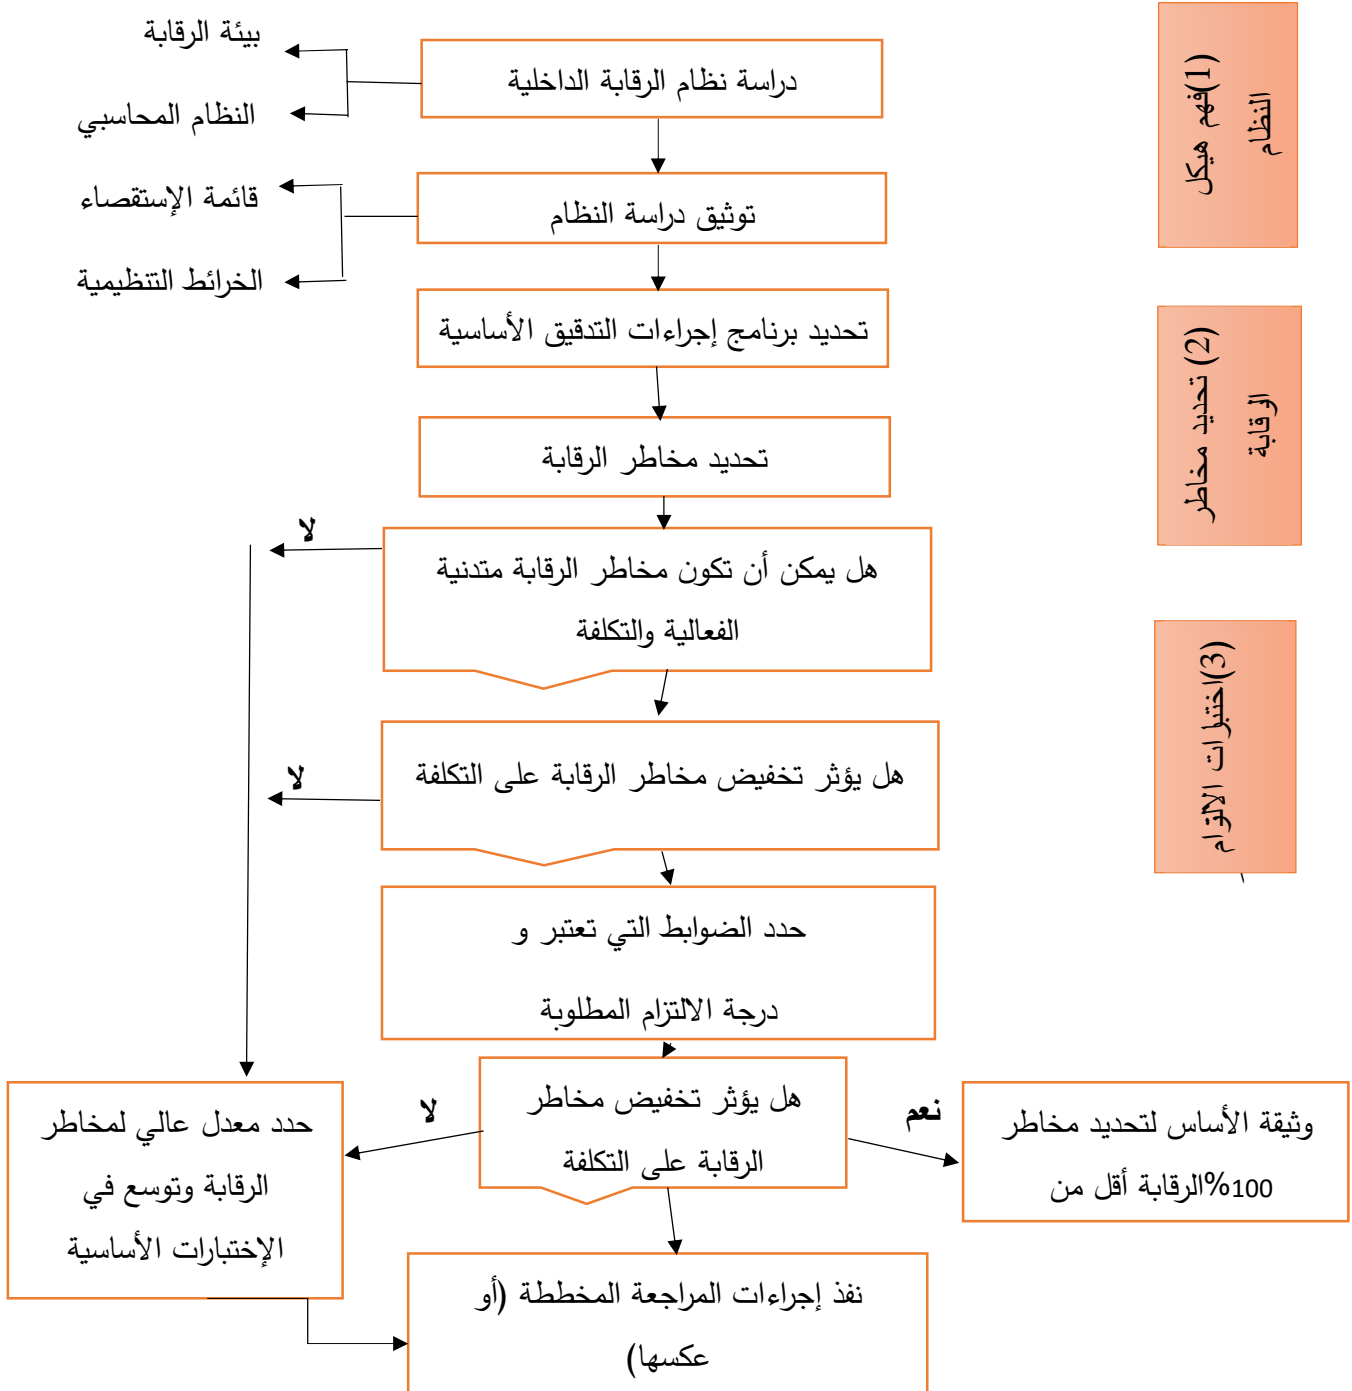 بيئة الرقابة
دراسة نظام الرقابة الداخلية
النظام المحاسبي
(1)فهم هيكل
النظام
قائمة الإستقصاء
توثيق دراسة النظام
الخرائط التنظيمية
تحديد برنامج إجراءات التدقيق الأساسية
(2) تحديد مخاطر
الرقابة
تحديد مخاطر الرقابة
لا
هل يمكن أن تكون مخاطر الرقابة متدنية
الفعالية والتكلفة
(3)اختبارات الالتزام
لا
هل يؤثر تخفيض مخاطر الرقابة على التكلفة
حدد الضوابط التي تعتبر و
درجة الالتزام المطلوبة
هل يؤثر تخفيض مخاطر
الرقابة على التكلفة
نعم
لا
وثيقة الأساس لتحديد مخاطر
الرقابة أقل من 100%
حدد معدل عالي لمخاطر
الرقابة وتوسع في
الإختبارات الأساسية
نفذ إجراءات المراجعة المخططة (أو
عكسها)